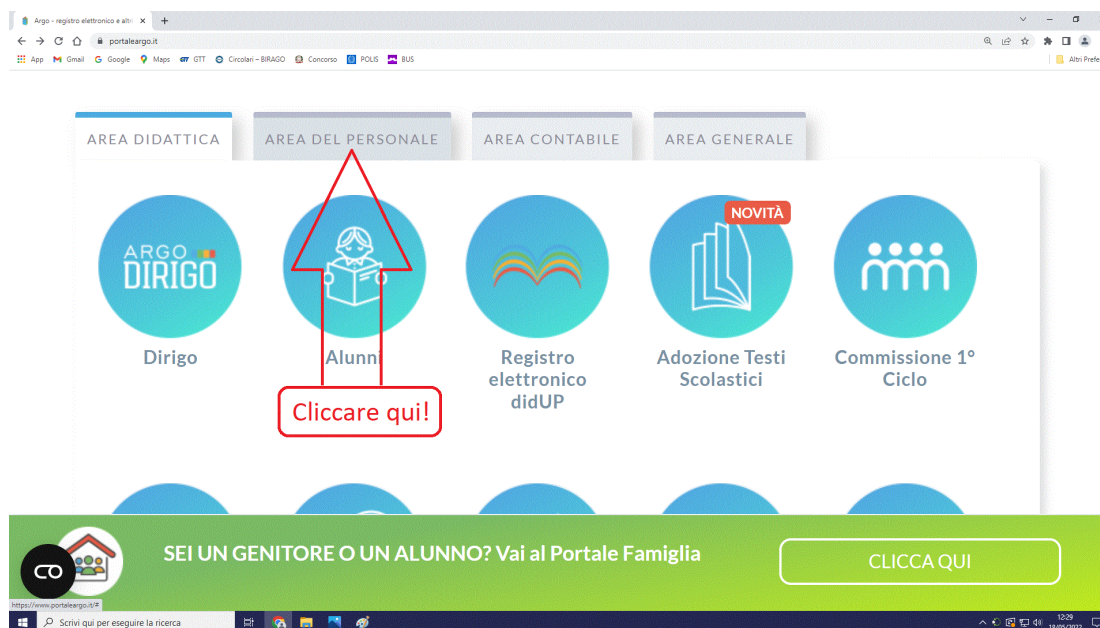 Argo - registro elettronico e altri
portaleargo.it
App Gmail Google Maps GTT Circolari – BIRAGO Concorso POLIS BUS Altri Prefe
AREA DIDATTICA AREA DEL PERSONALE AREA CONTABILE AREA GENERALE
NOVITÀ
ARGO
DIRIGO
Dirigo Alunni Registro elettronico didUP Adozione Testi Scolastici Commissione 1° Ciclo
Cliccare qui!
SEI UN GENITORE O UN ALUNNO? Vai al Portale Famiglia
CLICCA QUI
https://www.portaleargo.it/#
Scrivi qui per eseguire la ricerca
12:29
18/05/2022